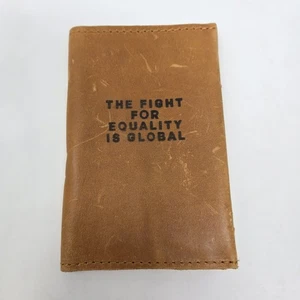 THE FIGHT
FOR
EQUALITY
IS GLOBAL